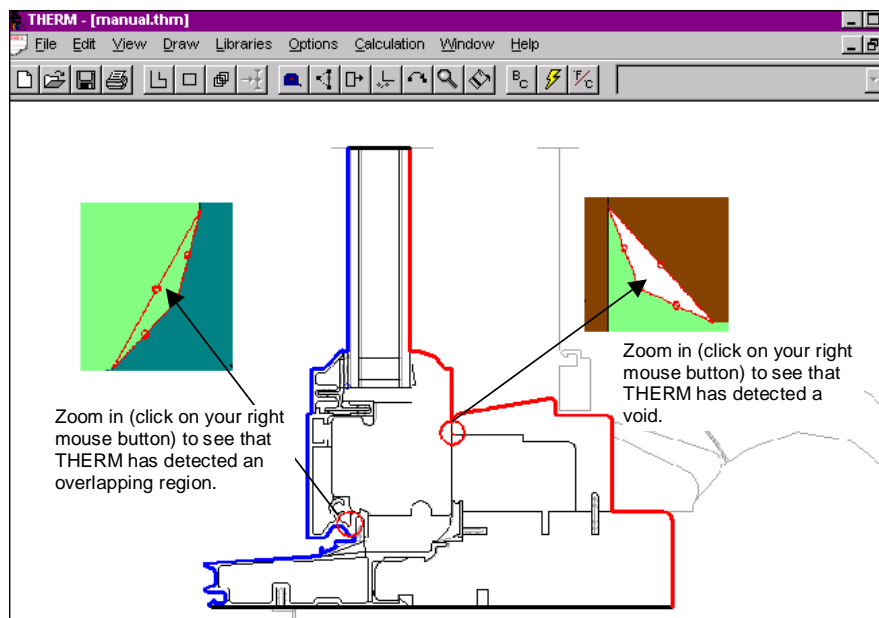 THERM - [manual.thm]
File Edit View Draw Libraries Options Calculation Window Help
B C F/C
Zoom in (click on your right
mouse button) to see that
THERM has detected a
void.
Zoom in (click on your right
mouse button) to see that
THERM has detected an
overlapping region.